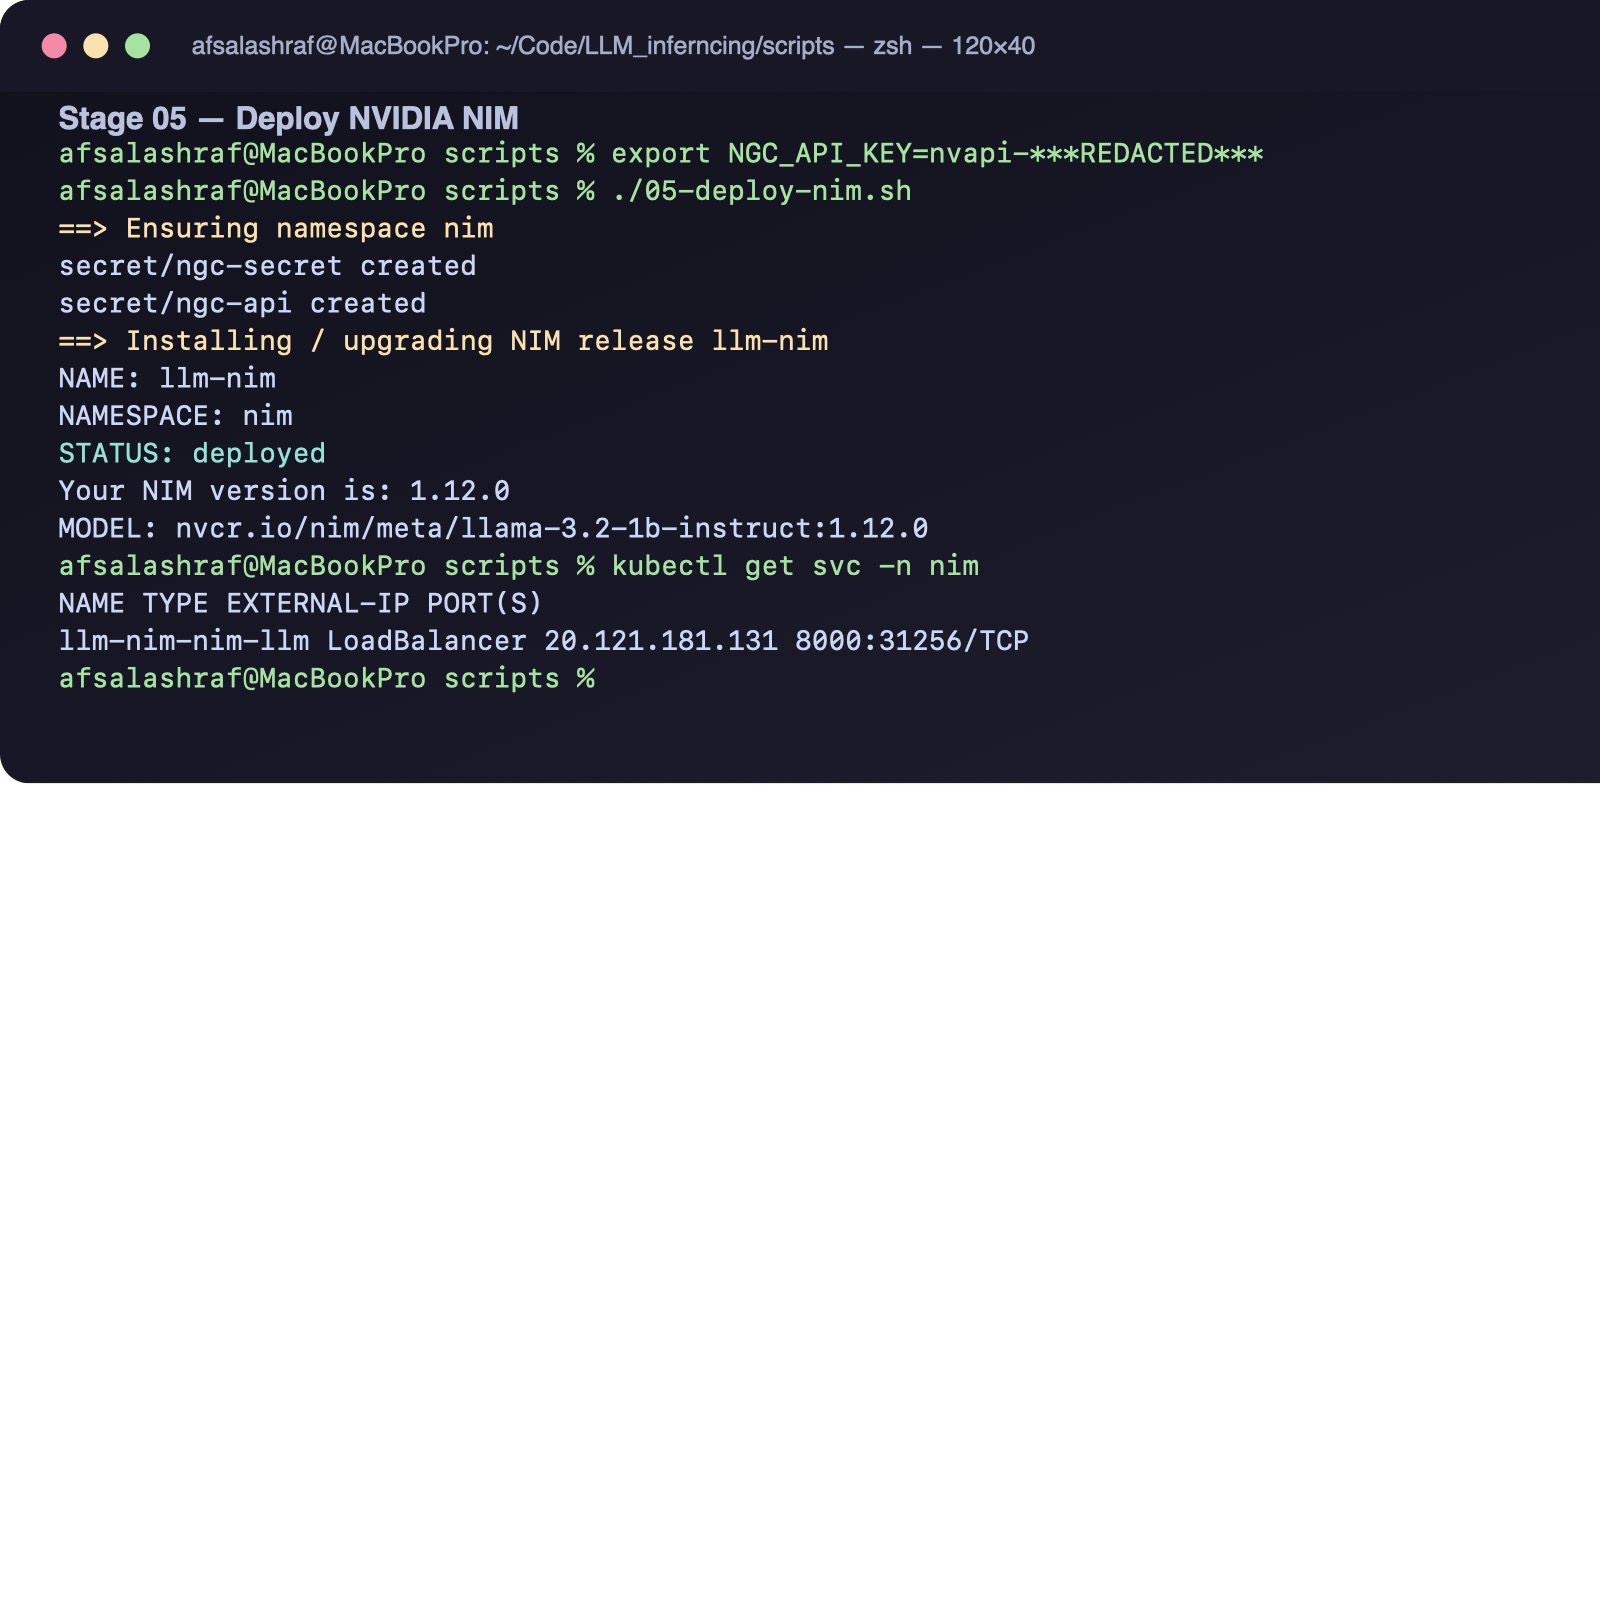 afsalashraf@MacBookPro: ~/Code/LLM_inferncing/scripts — zsh — 120×40
Stage 05 — Deploy NVIDIA NIM
afsalashraf@MacBookPro scripts % export NGC_API_KEY=nvapi-***REDACTED***
afsalashraf@MacBookPro scripts % ./05-deploy-nim.sh
==> Ensuring namespace nim
secret/ngc-secret created
secret/ngc-api created
==> Installing / upgrading NIM release llm-nim
NAME: llm-nim
NAMESPACE: nim
STATUS: deployed
Your NIM version is: 1.12.0
MODEL: nvcr.io/nim/meta/llama-3.2-1b-instruct:1.12.0
afsalashraf@MacBookPro scripts % kubectl get svc -n nim
NAME TYPE EXTERNAL-IP PORT(S)
llm-nim-nim-llm LoadBalancer 20.121.181.131 8000:31256/TCP
afsalashraf@MacBookPro scripts %